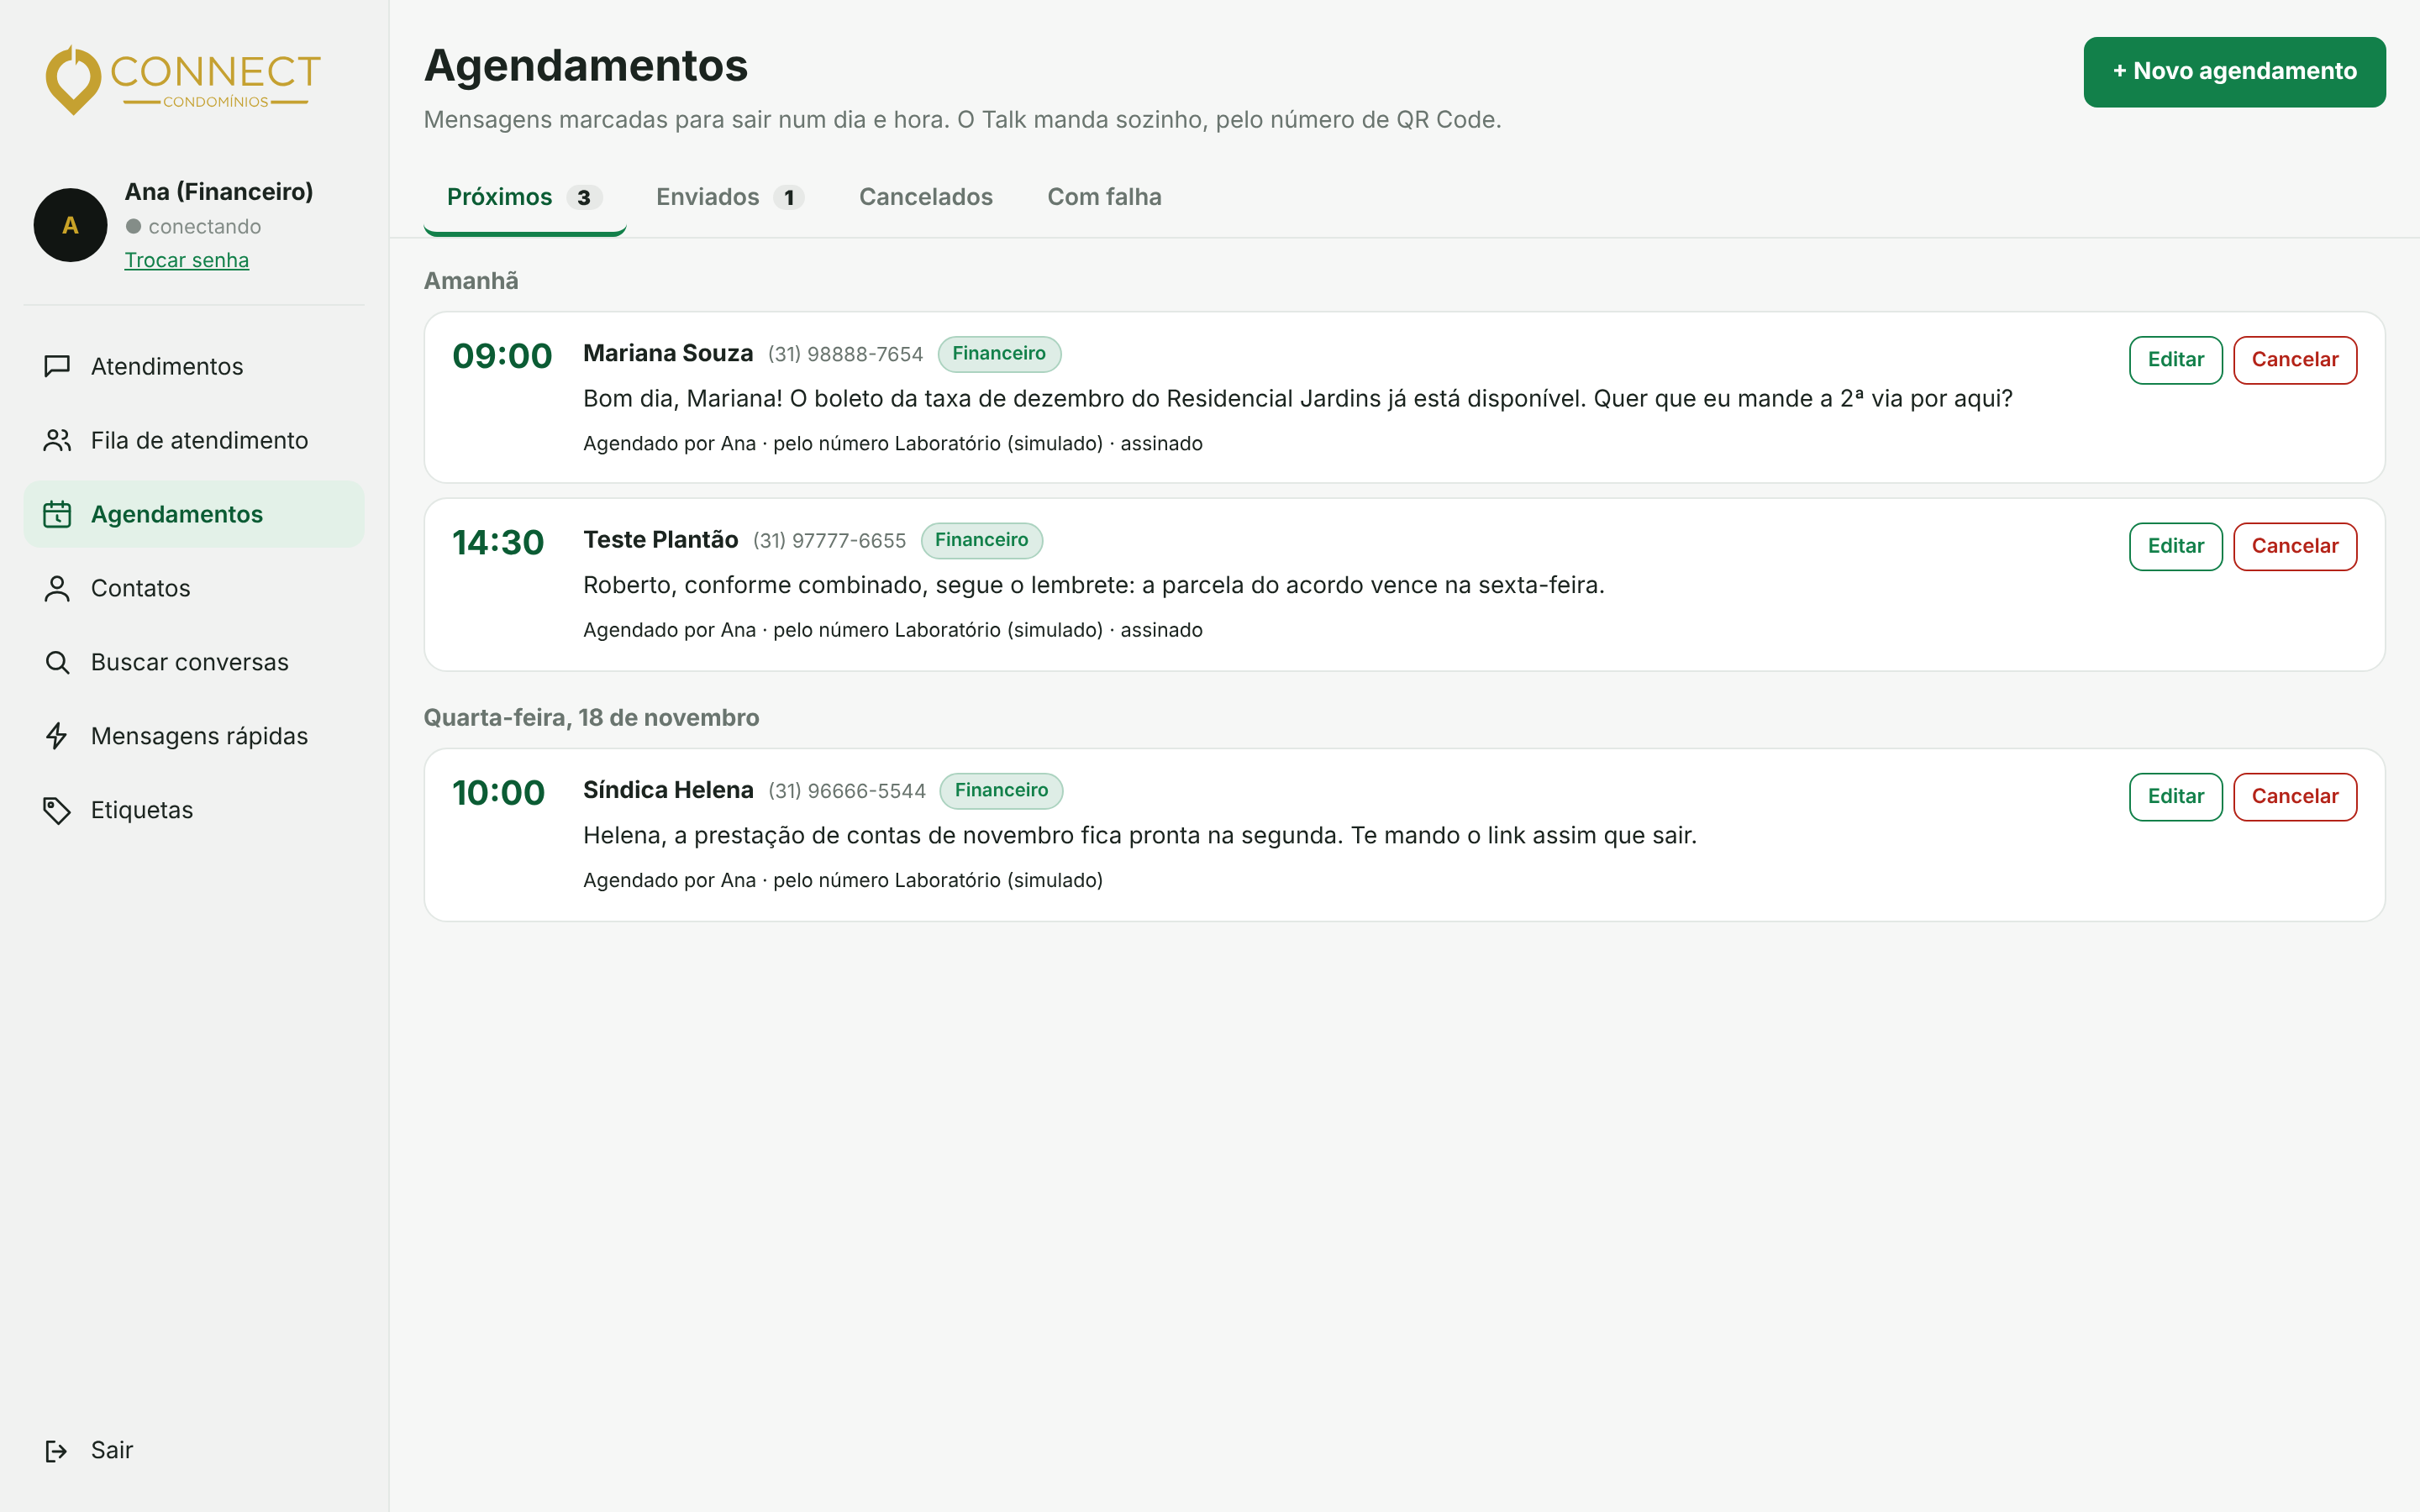 CONNECT
CONDOMÍNIOS
A
Ana (Financeiro)
conectando
Trocar senha
Atendimentos
Fila de atendimento
Agendamentos
Contatos
Buscar conversas
Mensagens rápidas
Etiquetas
Sair
Agendamentos
+ Novo agendamento
Mensagens marcadas para sair num dia e hora. O Talk manda sozinho, pelo número de QR Code.
Próximos 3 Enviados 1 Cancelados Com falha
Amanhã
09:00 Mariana Souza (31) 98888-7654 Financeiro Editar Cancelar
Bom dia, Mariana! O boleto da taxa de dezembro do Residencial Jardins já está disponível. Quer que eu mande a 2ª via por aqui?
Agendado por Ana · pelo número Laboratório (simulado) · assinado
14:30 Teste Plantão (31) 97777-6655 Financeiro Editar Cancelar
Roberto, conforme combinado, segue o lembrete: a parcela do acordo vence na sexta-feira.
Agendado por Ana · pelo número Laboratório (simulado) · assinado
Quarta-feira, 18 de novembro
10:00 Síndica Helena (31) 96666-5544 Financeiro Editar Cancelar
Helena, a prestação de contas de novembro fica pronta na segunda. Te mando o link assim que sair.
Agendado por Ana · pelo número Laboratório (simulado)